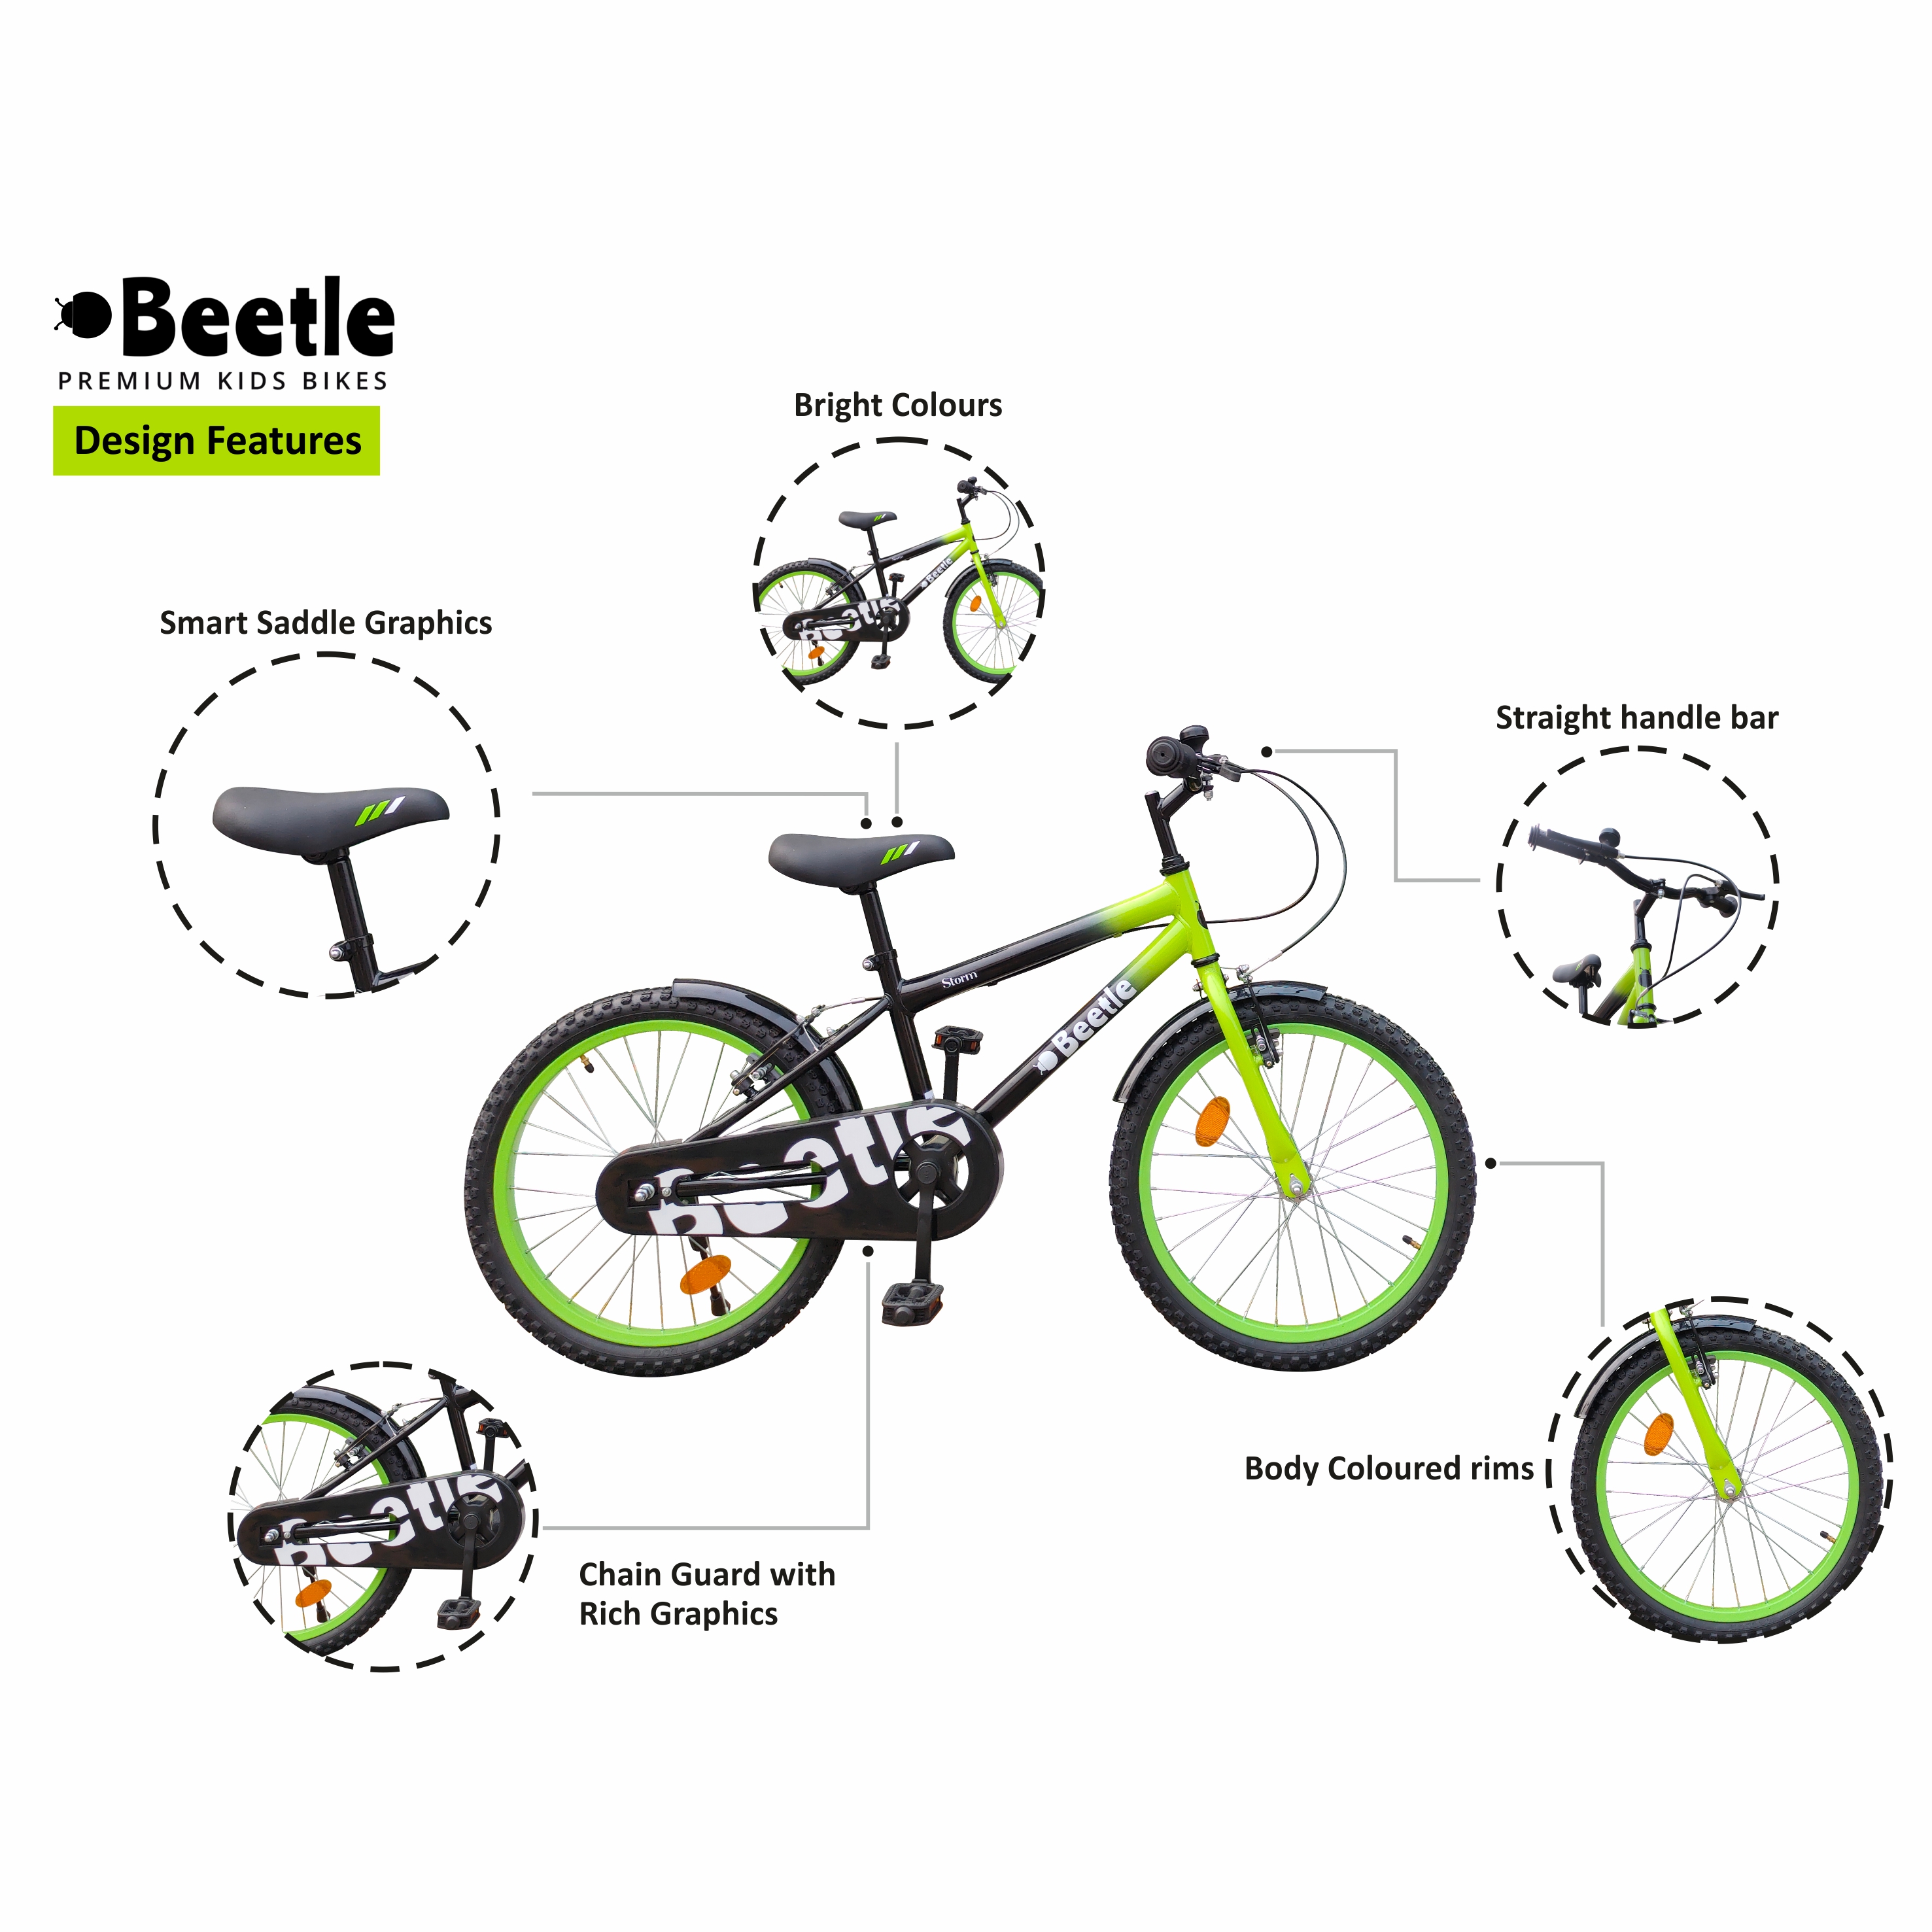 Beetle
PREMIUM KIDS BIKES
Design Features
Bright Colours
Smart Saddle Graphics
Straight handle bar
Storm
Beetle
Beetle
Body Coloured rims
Chain Guard with
Rich Graphics